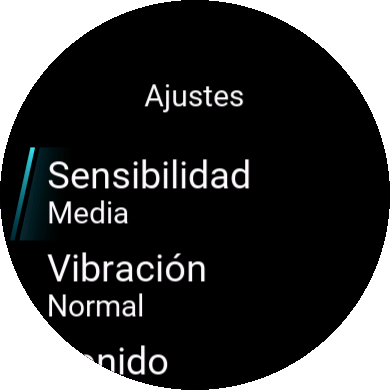 Ajustes
Sensibilidad
Media
Vibración
Normal